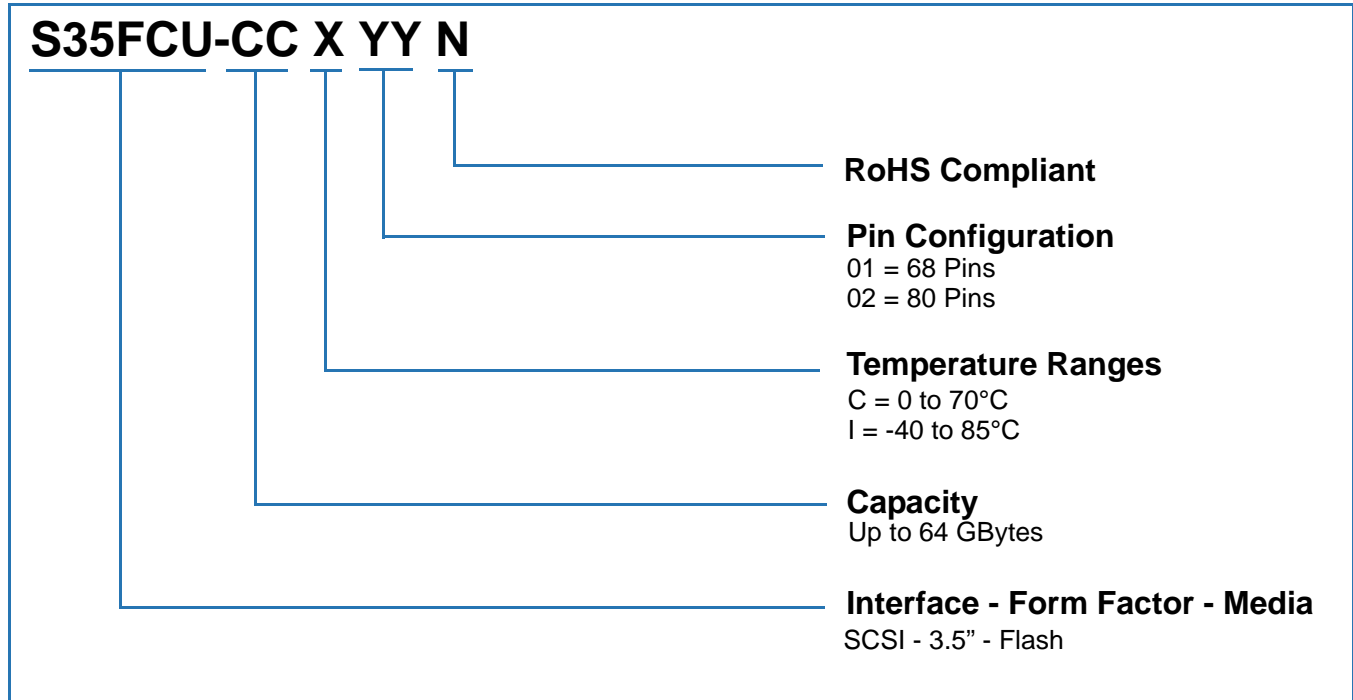 S35FCU-CC X YY N
RoHS Compliant
Pin Configuration
01 = 68 Pins
02 = 80 Pins
Temperature Ranges
C = 0 to 70°C
I = -40 to 85°C
Capacity
Up to 64 GBytes
Interface - Form Factor - Media
SCSI - 3.5” - Flash